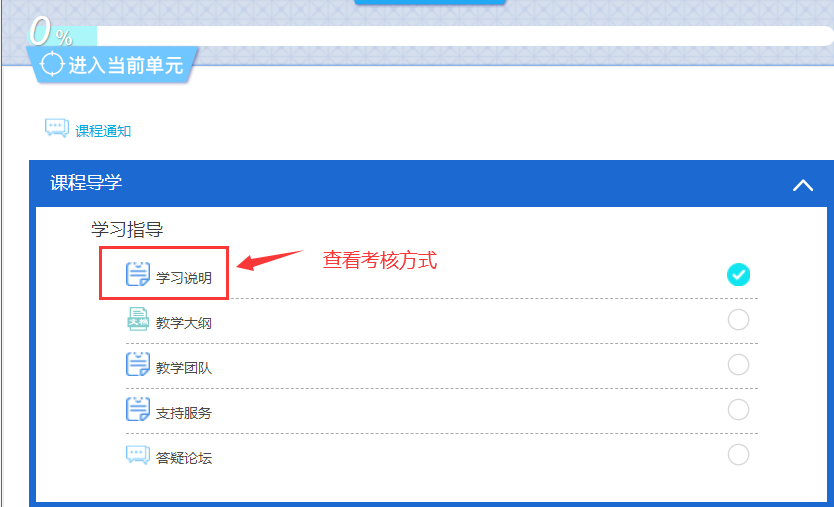 0 %
进入当前单元
课程通知
课程导学
学习指导
学习说明
查看考核方式
文档
教学大纲
教学团队
支持服务
答疑论坛